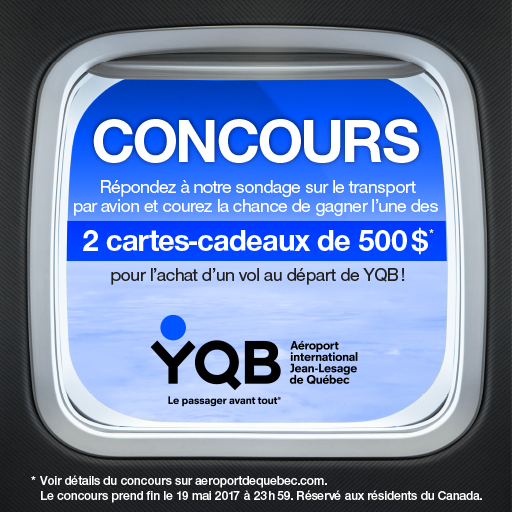 CONCOURS
Répondez à notre sondage sur le transport
par avion et courez la chance de gagner l'une des
2 cartes-cadeaux de 500 $*
pour l'achat d'un vol au départ de YQB !
YQB
Aéroport
international
Jean-Lesage
de Québec
Le passager avant tout*
* Voir détails du concours sur aeroportdequebec.com.
Le concours prend fin le 19 mai 2017 à 23 h 59. Réservé aux résidents du Canada.